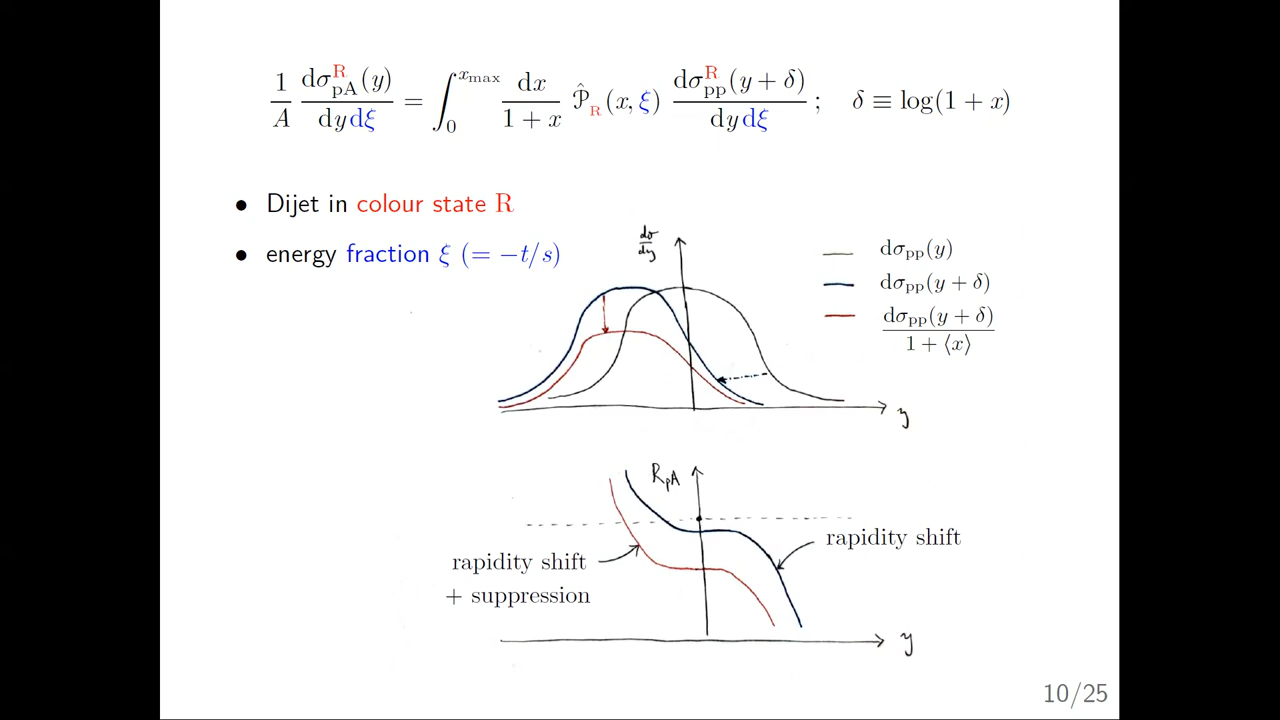 1/A dσ^R_pA(y)/dy dξ = ∫_0^{x_max} dx/(1 + x) 𝒫̂_R(x, ξ) dσ^R_pp(y + δ)/dy dξ ; δ ≡ log(1 + x)
• Dijet in colour state R
• energy fraction ξ (= −t/s)
dσ/dy
dσ_pp(y)
dσ_pp(y + δ)
dσ_pp(y + δ)/(1 + ⟨x⟩)
y
R_pA
rapidity shift
rapidity shift
+ suppression
y
10/25